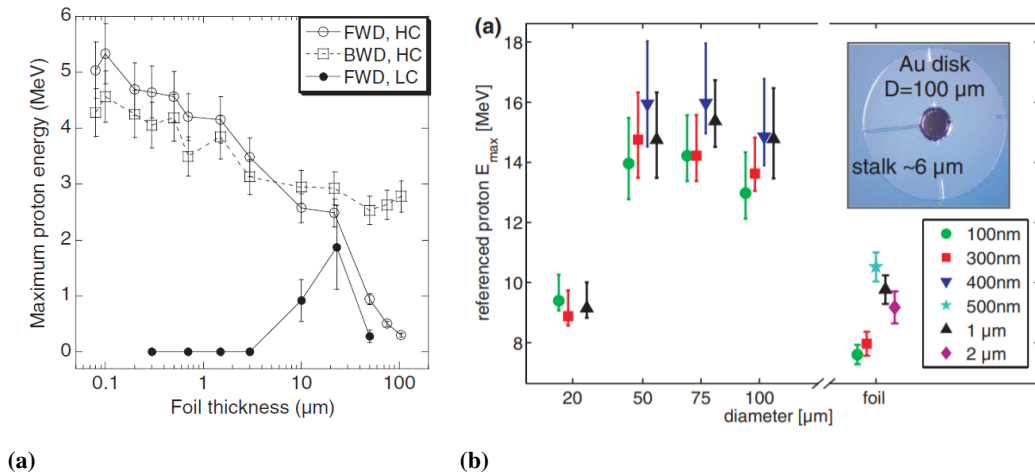 FWD, HC
BWD, HC
FWD, LC
Maximum proton energy (MeV)
6
5
4
3
2
1
0
0.1
1
10
100
Foil thickness (µm)
(a)
(a)
referenced proton E_max [MeV]
18
16
14
12
10
8
Au disk
D=100 µm
stalk ~6 µm
100nm
300nm
400nm
500nm
1 µm
2 µm
20
50
75
100
foil
diameter [µm]
(b)